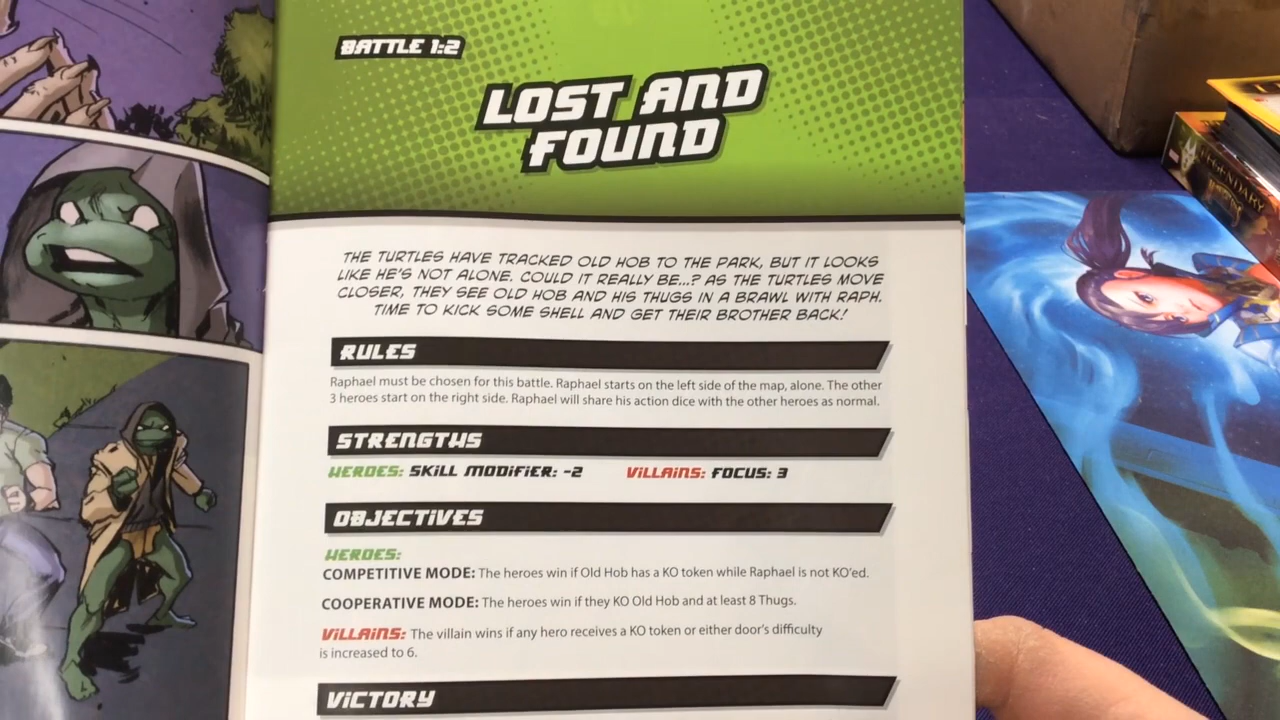 BATTLE 1:2
LOST AND
FOUND
THE TURTLES HAVE TRACKED OLD HOB TO THE PARK, BUT IT LOOKS
LIKE HE'S NOT ALONE. COULD IT REALLY BE...? AS THE TURTLES MOVE
CLOSER, THEY SEE OLD HOB AND HIS THUGS IN A BRAWL WITH RAPH.
TIME TO KICK SOME SHELL AND GET THEIR BROTHER BACK!
RULES
Raphael must be chosen for this battle. Raphael starts on the left side of the map, alone. The other
3 heroes start on the right side. Raphael will share his action dice with the other heroes as normal.
STRENGTHS
HEROES: SKILL MODIFIER: -2 VILLAINS: FOCUS: 3
OBJECTIVES
HEROES:
COMPETITIVE MODE: The heroes win if Old Hob has a KO token while Raphael is not KO'ed.
COOPERATIVE MODE: The heroes win if they KO Old Hob and at least 8 Thugs.
VILLAINS: The villain wins if any hero receives a KO token or either door's difficulty
is increased to 6.
VICTORY
LEGENDARY